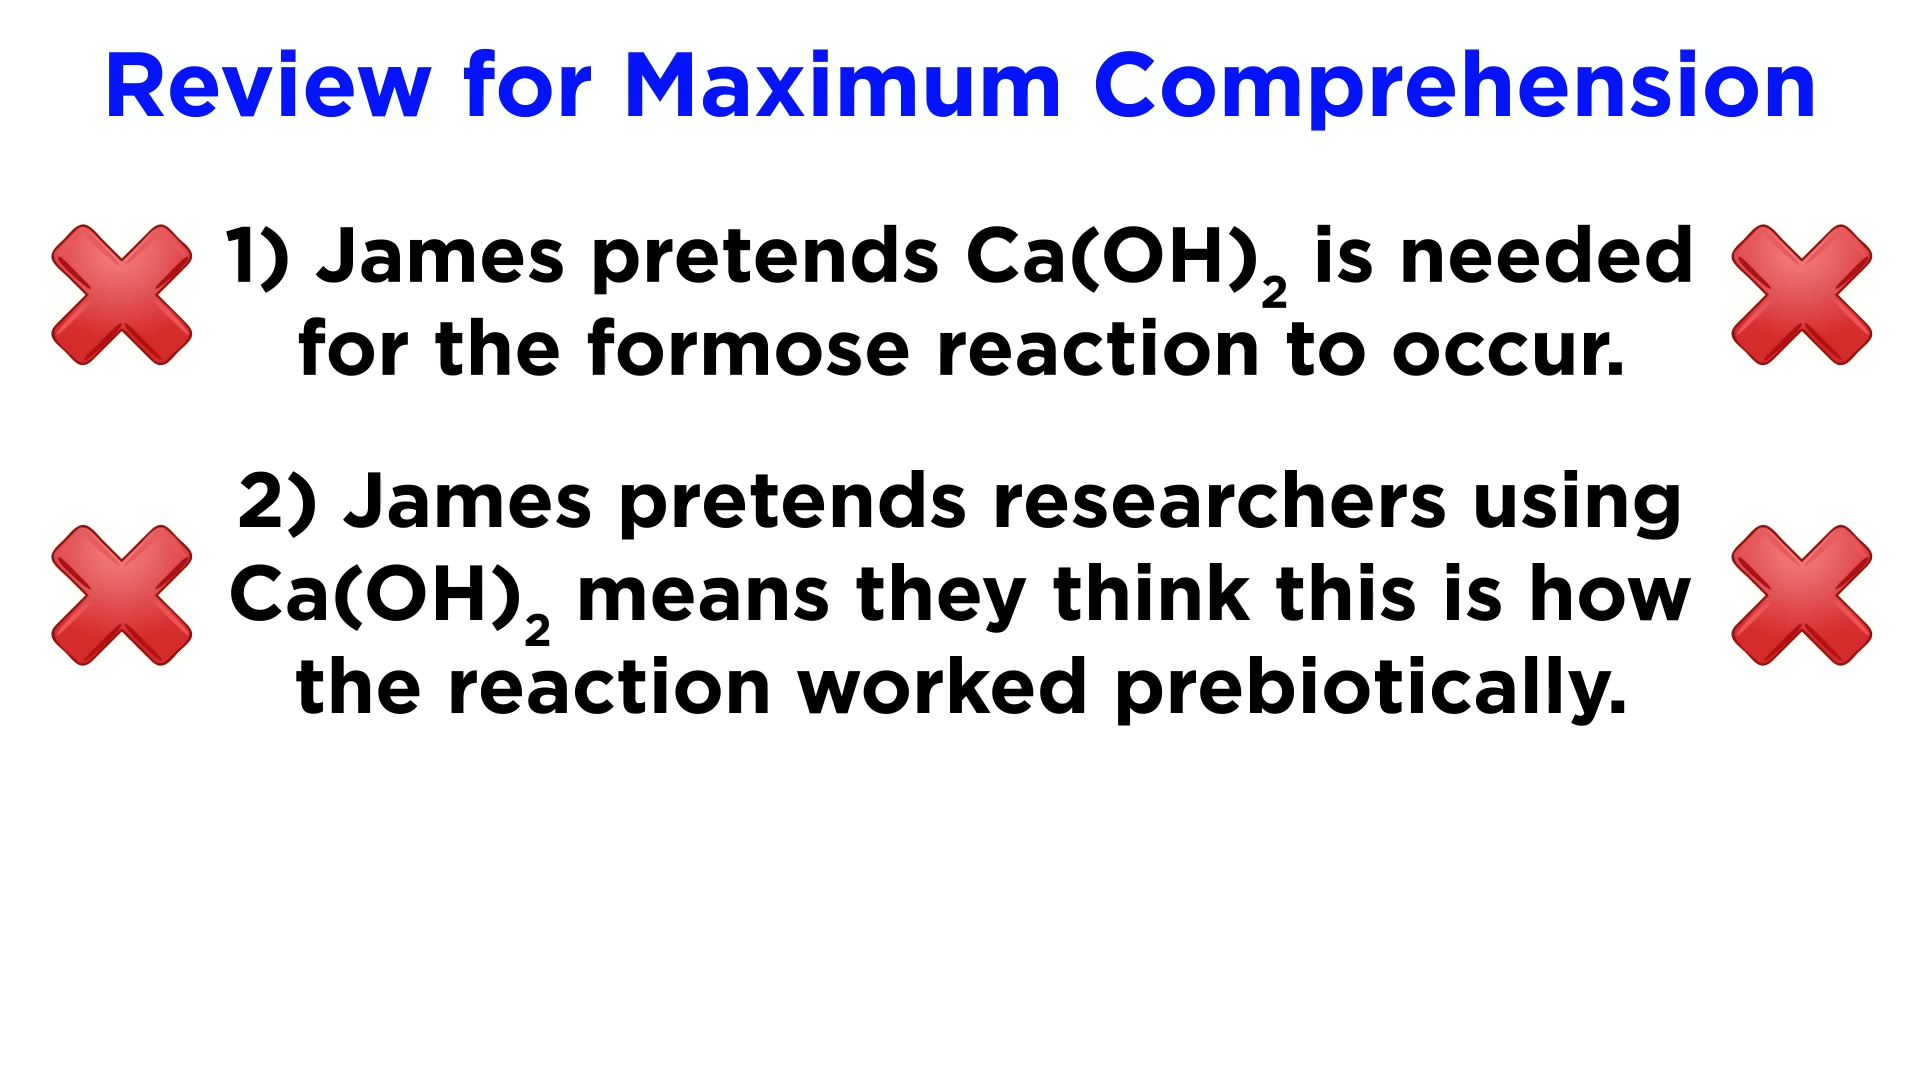 Review for Maximum Comprehension
1) James pretends Ca(OH)₂ is needed
for the formose reaction to occur.
2) James pretends researchers using
Ca(OH)₂ means they think this is how
the reaction worked prebiotically.